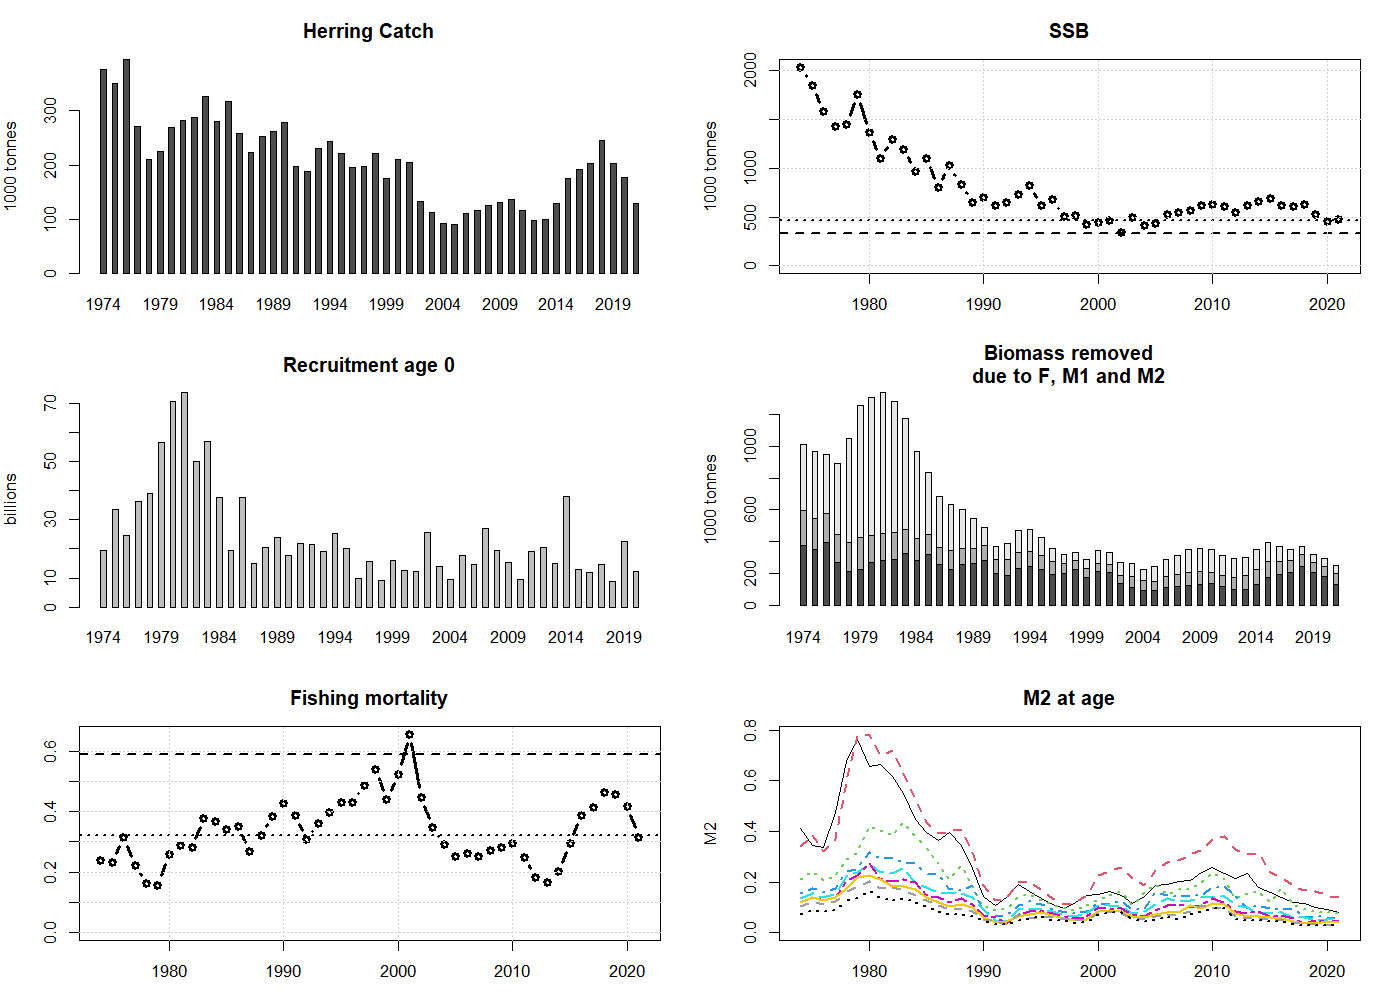 Herring Catch
1000 tonnes
0 100 200 300
1974 1979 1984 1989 1994 1999 2004 2009 2014 2019
SSB
1000 tonnes
0 500 1000 2000
1980 1990 2000 2010 2020
Recruitment age 0
billions
0 10 30 50 70
1974 1979 1984 1989 1994 1999 2004 2009 2014 2019
Biomass removed
due to F, M1 and M2
1000 tonnes
0 200 600 1000
1974 1979 1984 1989 1994 1999 2004 2009 2014 2019
Fishing mortality
0.0 0.2 0.4 0.6
1980 1990 2000 2010 2020
M2 at age
M2
0.0 0.2 0.4 0.6 0.8
1980 1990 2000 2010 2020